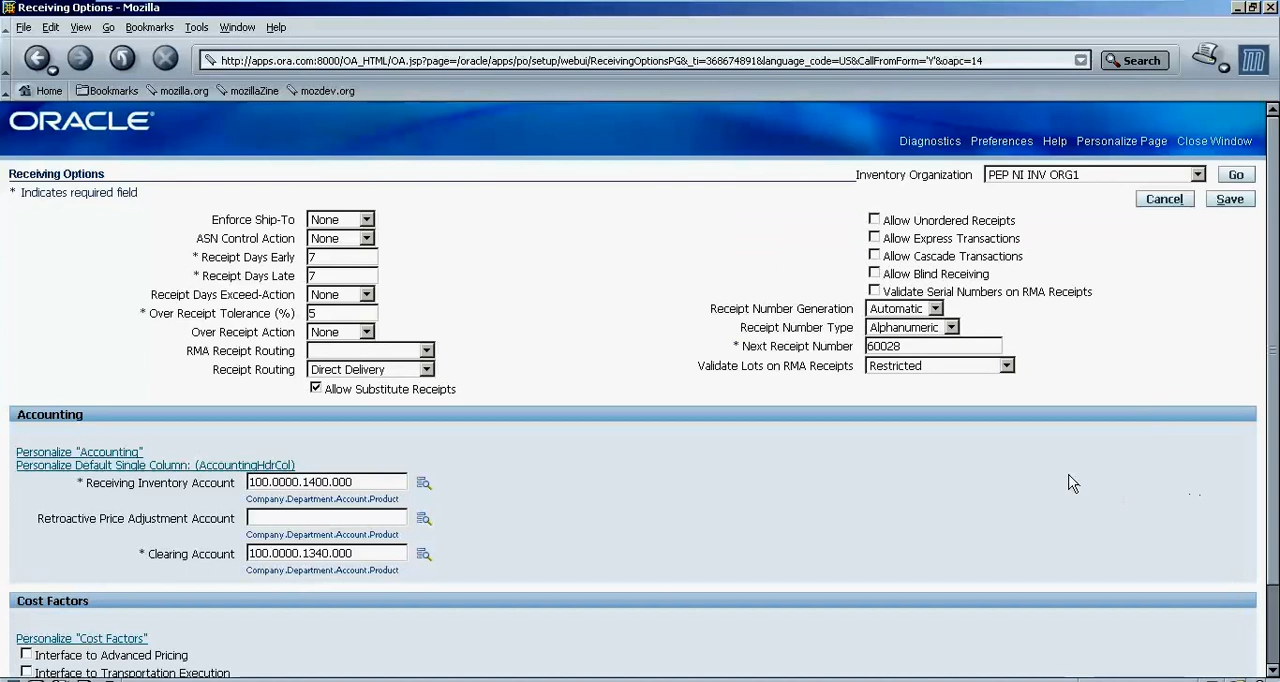 Receiving Options - Mozilla
File Edit View Go Bookmarks Tools Window Help
http://apps.ora.com:8000/OA_HTML/OA.jsp?page=/oracle/apps/po/setup/webui/ReceivingOptionsPG&_ti=368674891&language_code=US&CallFromForm='Y'&oapc=14 Search
Home Bookmarks mozilla.org mozillaZine mozdev.org
ORACLE
Diagnostics Preferences Help Personalize Page Close Window
Receiving Options Inventory Organization PEP NI INV ORG1 Go
* Indicates required field
Cancel Save
Enforce Ship-To None Allow Unordered Receipts
ASN Control Action None Allow Express Transactions
* Receipt Days Early 7 Allow Cascade Transactions
* Receipt Days Late 7 Allow Blind Receiving
Receipt Days Exceed-Action None Validate Serial Numbers on RMA Receipts
* Over Receipt Tolerance (%) 5 Receipt Number Generation Automatic
Over Receipt Action None Receipt Number Type Alphanumeric
RMA Receipt Routing * Next Receipt Number 60028
Receipt Routing Direct Delivery Validate Lots on RMA Receipts Restricted
Allow Substitute Receipts
Accounting
Personalize "Accounting"
Personalize Default Single Column: (AccountingHdrCol)
* Receiving Inventory Account 100.0000.1400.000
Company.Department.Account.Product
Retroactive Price Adjustment Account
Company.Department.Account.Product
* Clearing Account 100.0000.1340.000
Company.Department.Account.Product
Cost Factors
Personalize "Cost Factors"
Interface to Advanced Pricing
Interface to Transportation Execution